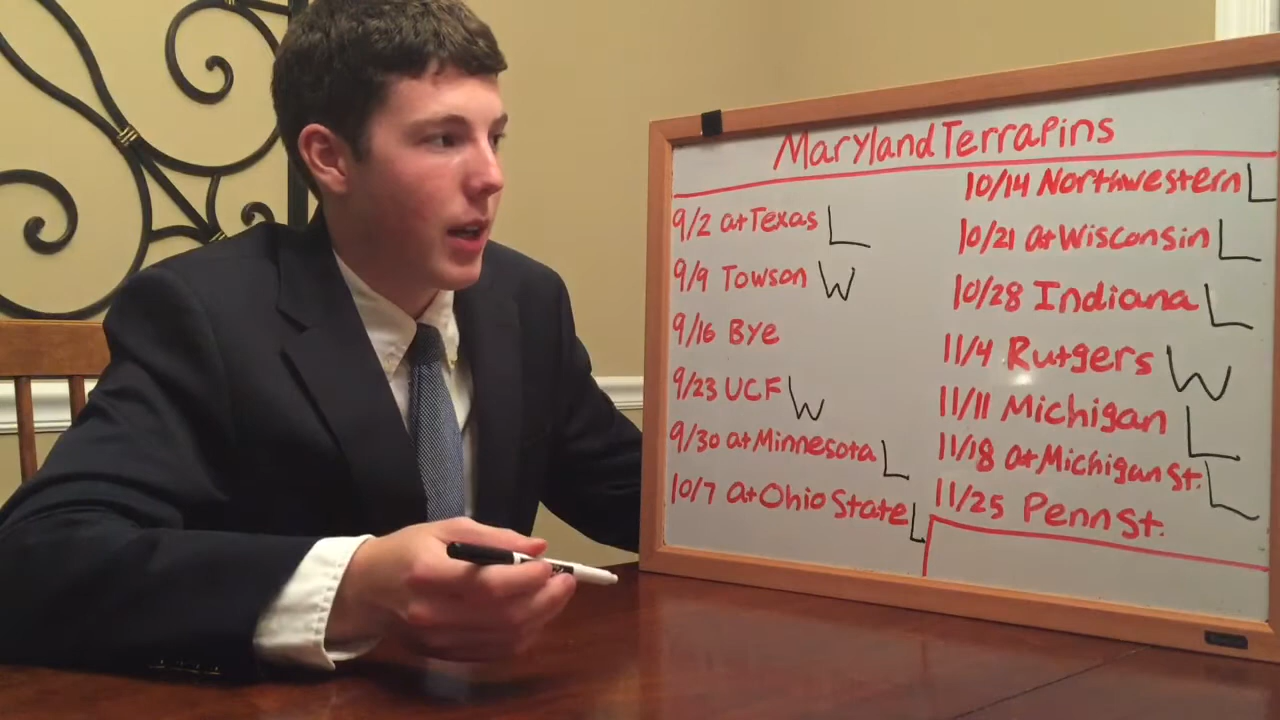 Maryland Terrapins
9/2 at Texas L
9/9 Towson W
9/16 Bye
9/23 UCF W
9/30 at Minnesota L
10/7 at Ohio State L
10/14 Northwestern L
10/21 at Wisconsin L
10/28 Indiana L
11/4 Rutgers W
11/11 Michigan L
11/18 at Michigan St. L
11/25 Penn St.